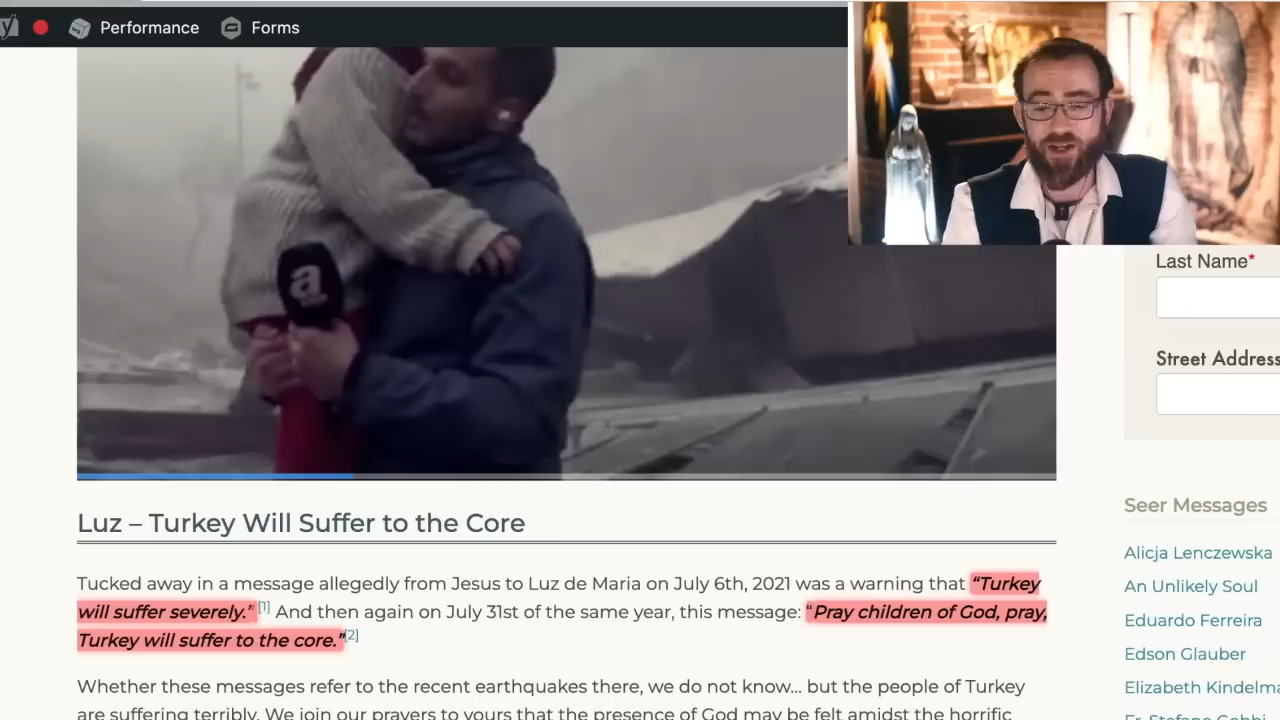 Performance
Forms
a
Last Name*
Street Address
Luz – Turkey Will Suffer to the Core
Tucked away in a message allegedly from Jesus to Luz de Maria on July 6th, 2021 was a warning that “Turkey
will suffer severely.” [1] And then again on July 31st of the same year, this message: “Pray children of God, pray,
Turkey will suffer to the core.”[2]
Whether these messages refer to the recent earthquakes there, we do not know… but the people of Turkey
are suffering terribly. We join our prayers to yours that the presence of God may be felt amidst the horrific
Seer Messages
Alicja Lenczewska
An Unlikely Soul
Eduardo Ferreira
Edson Glauber
Elizabeth Kindelma
Fr. Stefano Gobbi